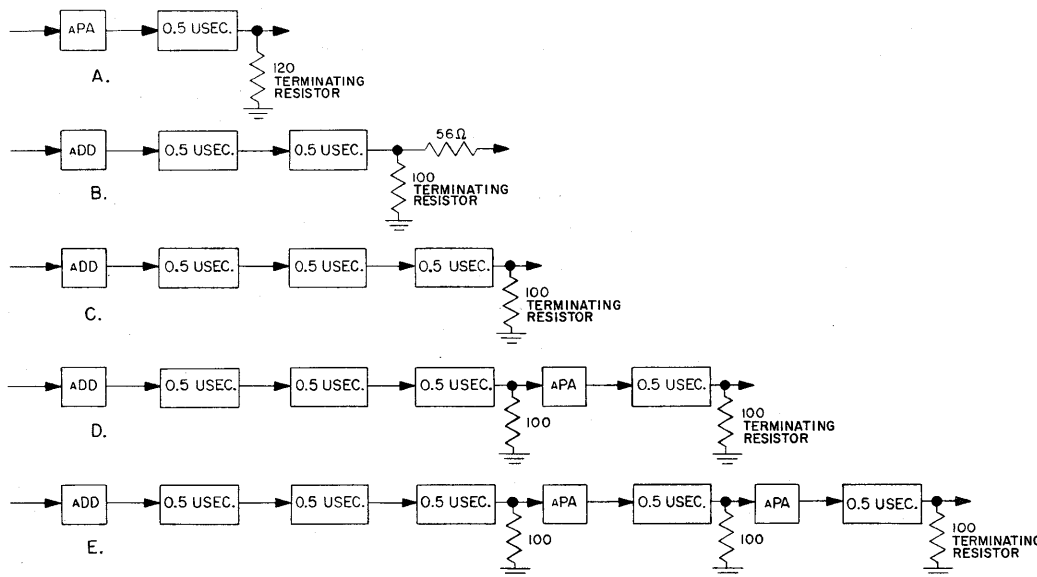 APA 0.5 USEC.
120
TERMINATING
RESISTOR
A.
ADD 0.5 USEC. 0.5 USEC. 56Ω
100
TERMINATING
RESISTOR
B.
ADD 0.5 USEC. 0.5 USEC. 0.5 USEC.
100
TERMINATING
RESISTOR
C.
ADD 0.5 USEC. 0.5 USEC. 0.5 USEC. APA 0.5 USEC.
100
100
TERMINATING
RESISTOR
D.
ADD 0.5 USEC. 0.5 USEC. 0.5 USEC. APA 0.5 USEC. APA 0.5 USEC.
100
100
100
TERMINATING
RESISTOR
E.